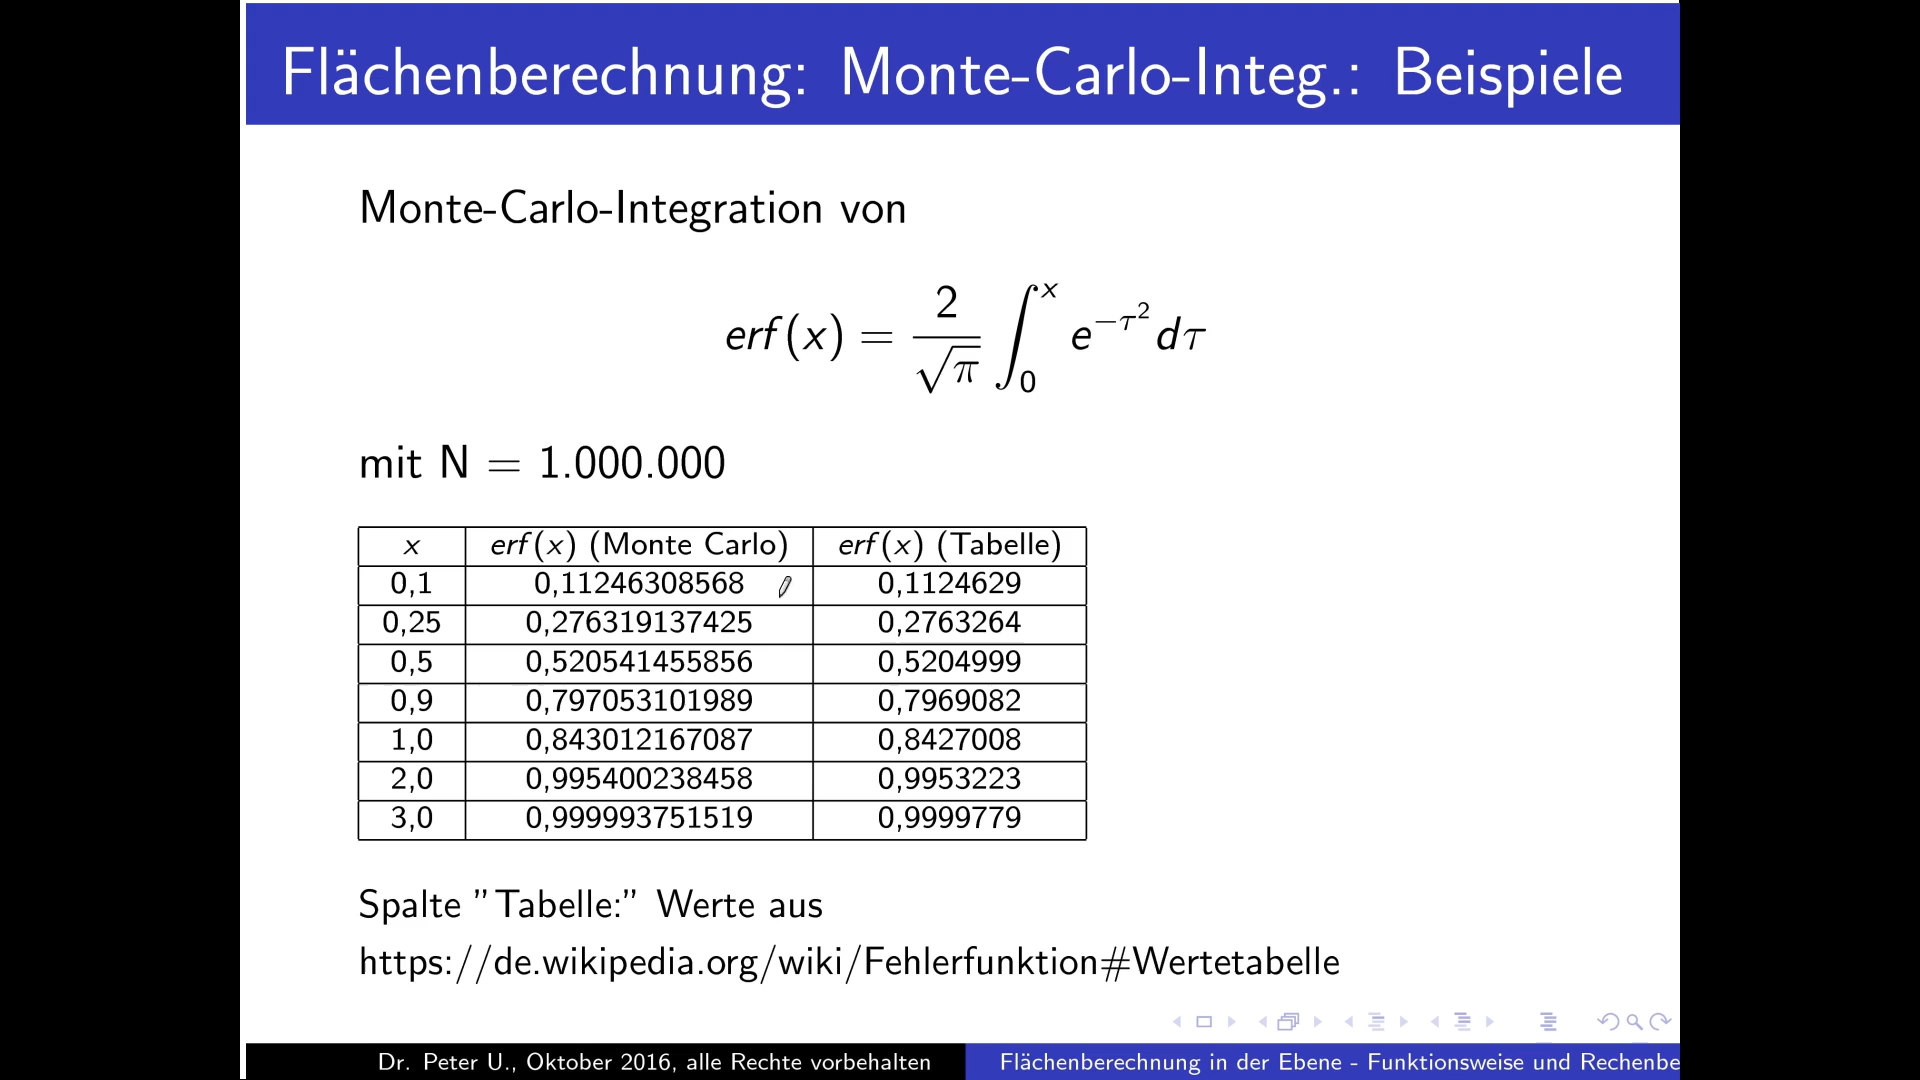 Flächenberechnung: Monte-Carlo-Integ.: Beispiele
Monte-Carlo-Integration von
erf(x) = \frac{2}{\sqrt{π}} \int_0^x e^{-τ^2} dτ
mit N = 1.000.000
x erf(x) (Monte Carlo) erf(x) (Tabelle)
0,1 0,11246308568 0,1124629
0,25 0,276319137425 0,2763264
0,5 0,520541455856 0,5204999
0,9 0,797053101989 0,7969082
1,0 0,843012167087 0,8427008
2,0 0,995400238458 0,9953223
3,0 0,999993751519 0,9999779
Spalte ”Tabelle:” Werte aus
https://de.wikipedia.org/wiki/Fehlerfunktion#Wertetabelle
Dr. Peter U., Oktober 2016, alle Rechte vorbehalten Flächenberechnung in der Ebene - Funktionsweise und Rechenbe